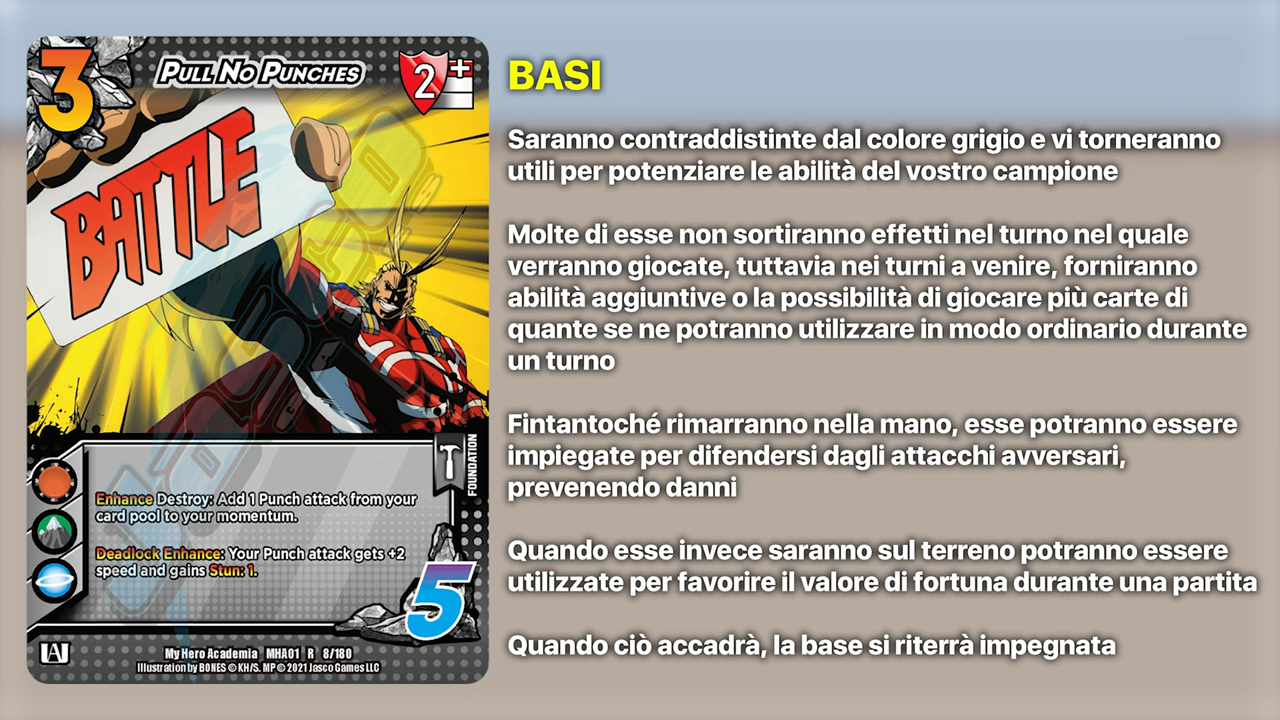 3
PULL NO PUNCHES
2
BATTLE
FOUNDATION
Enhance Destroy: Add 1 Punch attack from your
card pool to your momentum.
Deadlock Enhance: Your Punch attack gets +2
speed and gains Stun: 1.
5
UA
My Hero Academia MHA01 R 8/180
Illustration by BONES © KH/S. MP © 2021 Jasco Games LLC
BASI
Saranno contraddistinte dal colore grigio e vi torneranno
utili per potenziare le abilità del vostro campione
Molte di esse non sortiranno effetti nel turno nel quale
verranno giocate, tuttavia nei turni a venire, forniranno
abilità aggiuntive o la possibilità di giocare più carte di
quante se ne potranno utilizzare in modo ordinario durante
un turno
Fintantoché rimarranno nella mano, esse potranno essere
impiegate per difendersi dagli attacchi avversari,
prevenendo danni
Quando esse invece saranno sul terreno potranno essere
utilizzate per favorire il valore di fortuna durante una partita
Quando ciò accadrà, la base si riterrà impegnata